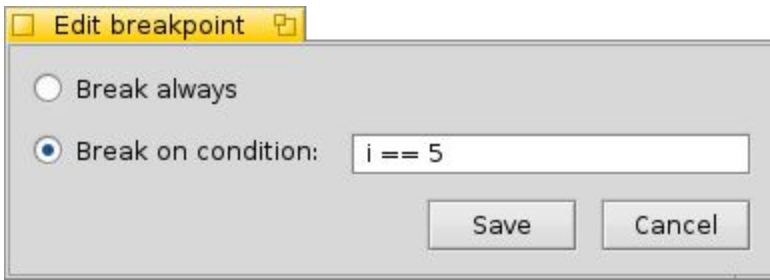 Edit breakpoint
Break always
Break on condition: i == 5
Save Cancel